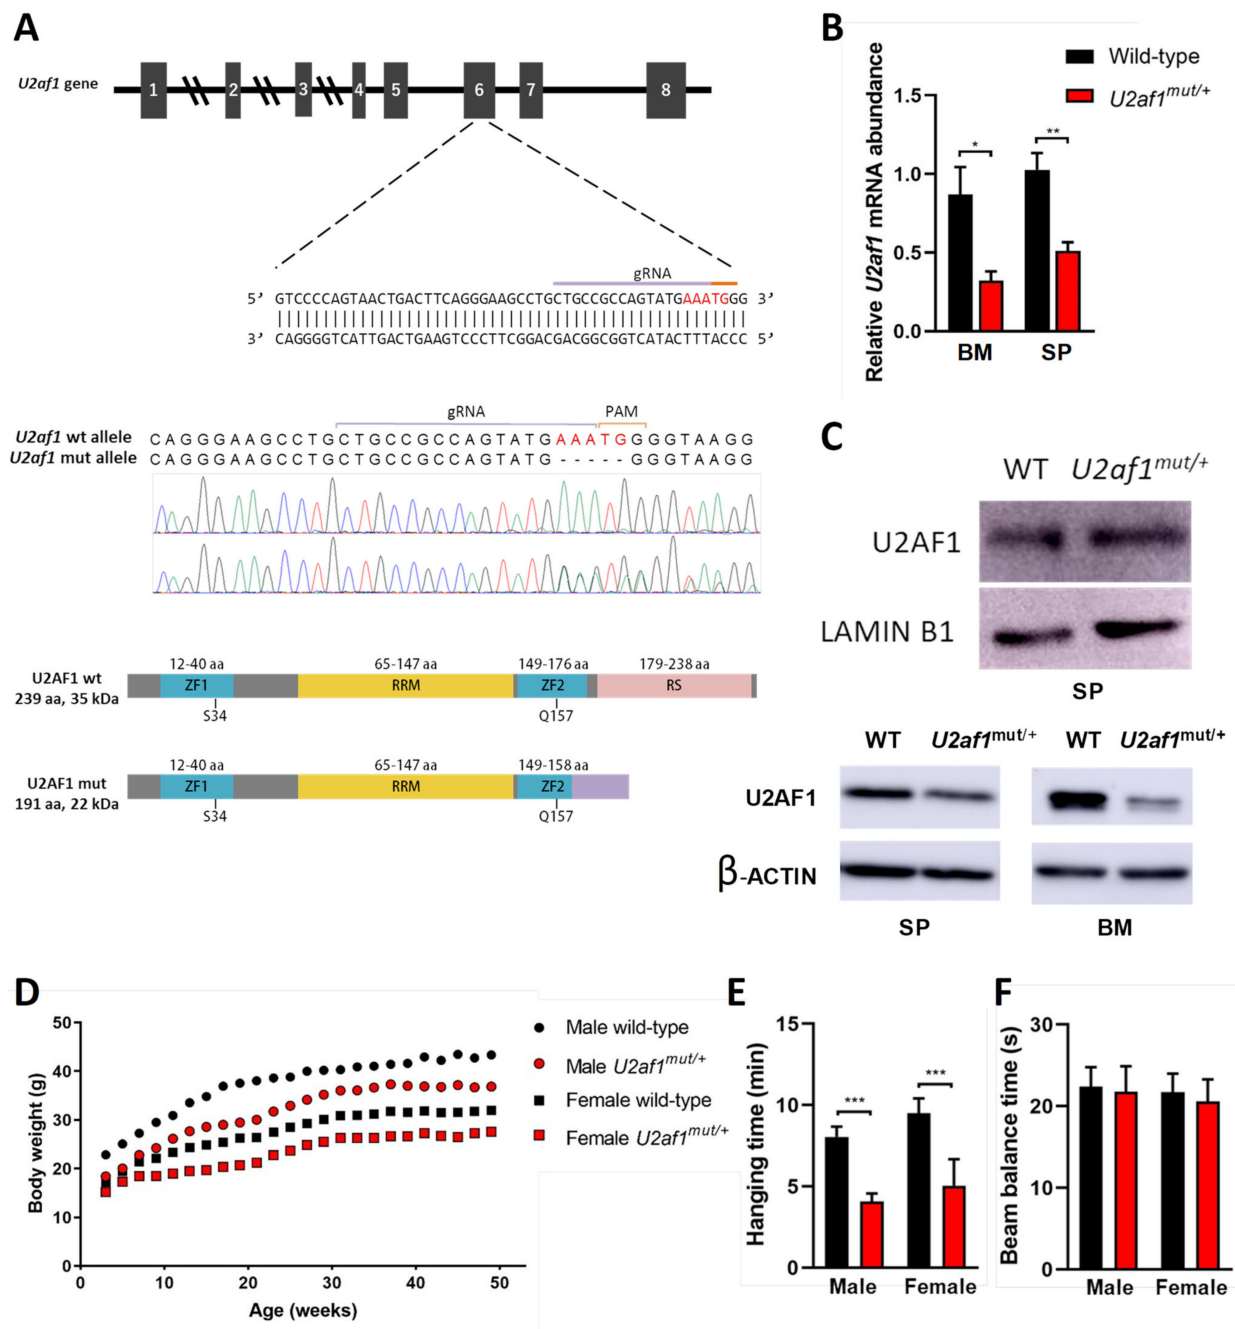 A
U2af1 gene
1 2 3 4 5 6 7 8
gRNA
5’ GTCCCCAGTAACTGACTTCAGGGAAGCCTGCTGCCGCCAGTATGAAATGGG 3’
3’ CAGGGGTCATTGACTGAAGTCCCTTCGGACGACGGCGGTCATACTTTACCC 5’
gRNA PAM
U2af1 wt allele C A G G G A A G C C T G C T G C C G C C A G T A T G A A A T G G G G T A A G G
U2af1 mut allele C A G G G A A G C C T G C T G C C G C C A G T A T G - - - - - G G G T A A G G
12-40 aa 65-147 aa 149-176 aa 179-238 aa
U2AF1 wt
239 aa, 35 kDa
ZF1 RRM ZF2 RS
S34 Q157
12-40 aa 65-147 aa 149-158 aa
U2AF1 mut
191 aa, 22 kDa
ZF1 RRM ZF2
S34 Q157
B
Wild-type
U2af1mut/+
Relative U2af1 mRNA abundance
1.5
1.0
0.5
0.0
* **
BM SP
C
WT U2af1mut/+
U2AF1
LAMIN B1
SP
WT U2af1mut/+ WT U2af1mut/+
U2AF1
β-ACTIN
SP BM
D
Body weight (g)
50
40
30
20
10
0
0 10 20 30 40 50
Age (weeks)
Male wild-type
Male U2af1mut/+
Female wild-type
Female U2af1mut/+
E
Hanging time (min)
15
10
5
0
*** ***
Male Female
F
Beam balance time (s)
30
20
10
0
Male Female